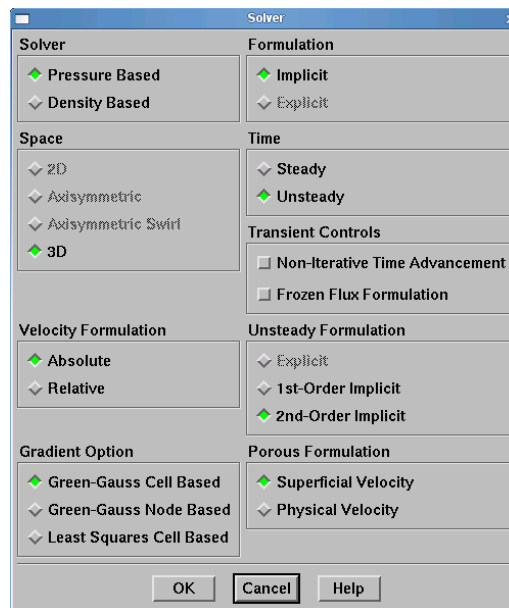 Solver
Solver
Pressure Based
Density Based
Formulation
Implicit
Explicit
Space
2D
Axisymmetric
Axisymmetric Swirl
3D
Time
Steady
Unsteady
Transient Controls
Non-Iterative Time Advancement
Frozen Flux Formulation
Velocity Formulation
Absolute
Relative
Unsteady Formulation
Explicit
1st-Order Implicit
2nd-Order Implicit
Gradient Option
Green-Gauss Cell Based
Green-Gauss Node Based
Least Squares Cell Based
Porous Formulation
Superficial Velocity
Physical Velocity
OK
Cancel
Help